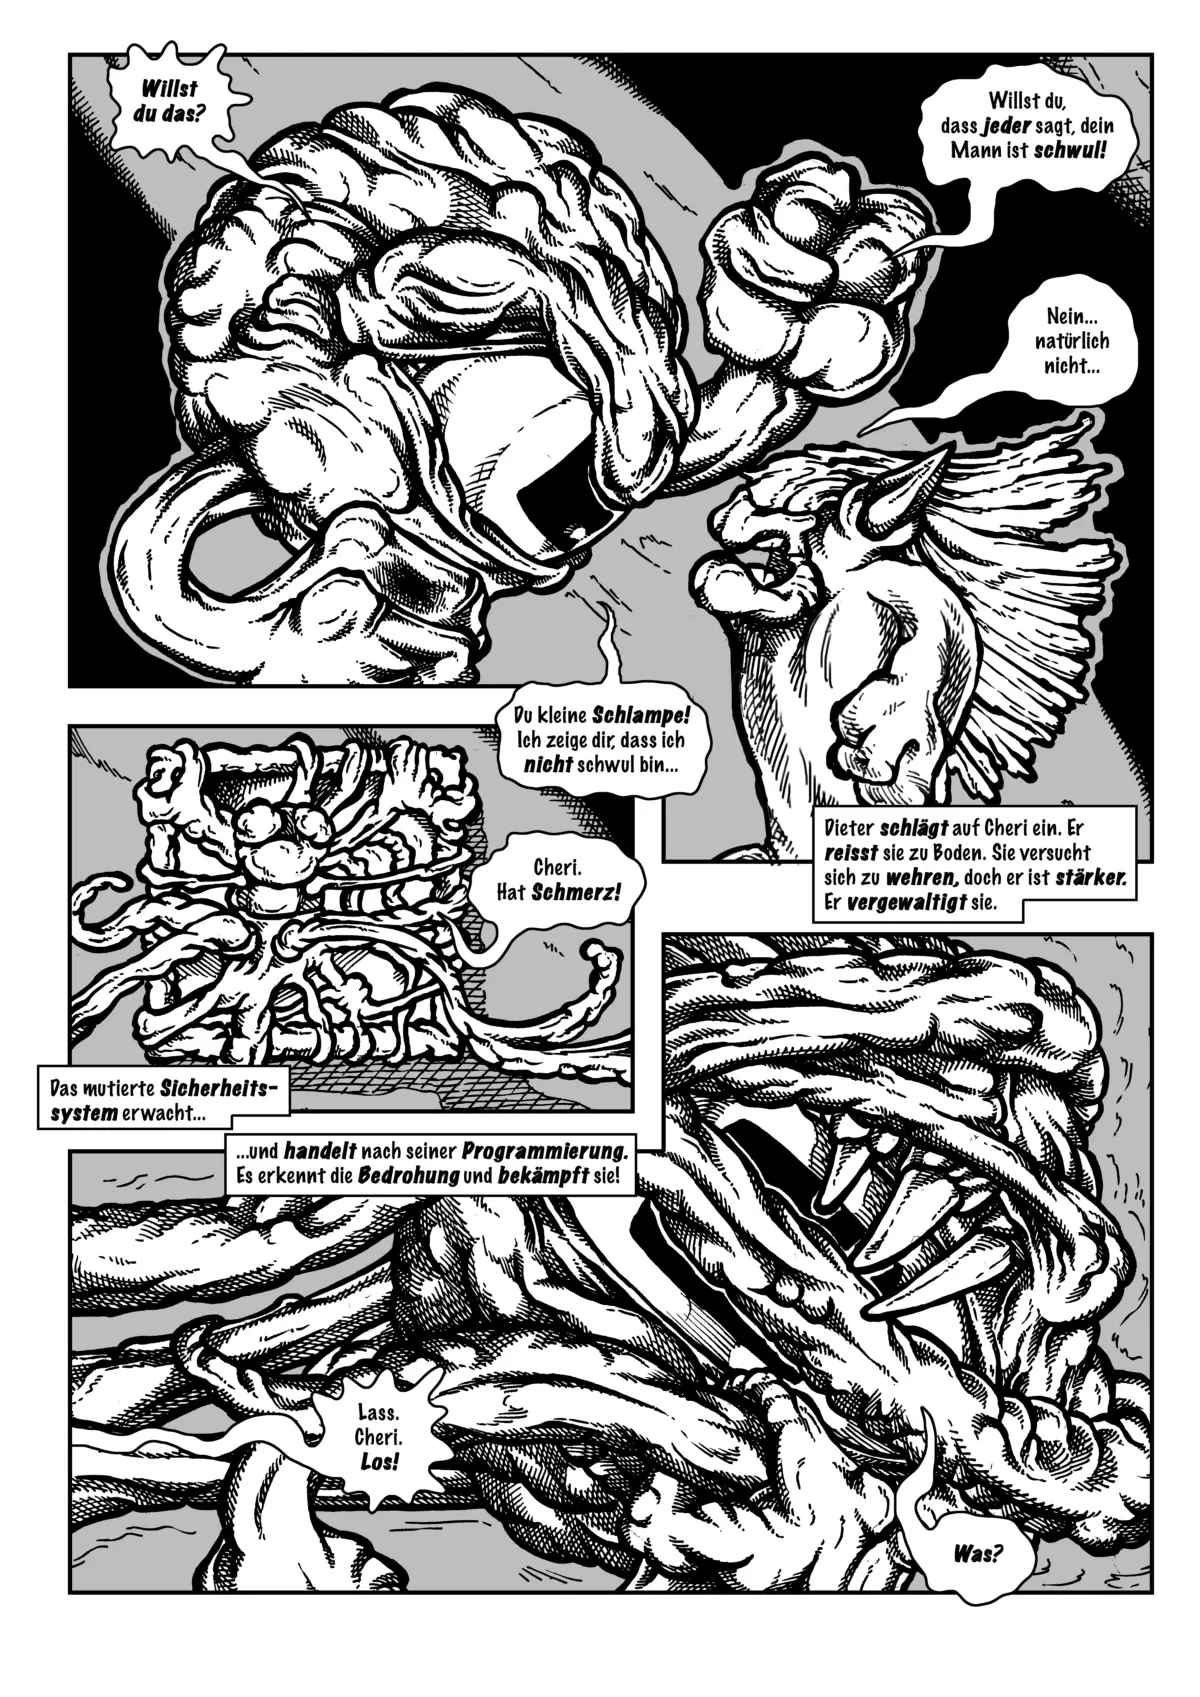 Willst
du das?
Willst du,
dass jeder sagt, dein
Mann ist schwul!
Nein...
natürlich
nicht...
Du kleine Schlampe!
Ich zeige dir, dass ich
nicht schwul bin...
Dieter schlägt auf Cheri ein. Er
reisst sie zu Boden. Sie versucht
sich zu wehren, doch er ist stärker.
Er vergewaltigt sie.
Cheri.
Hat Schmerz!
Das mutierte Sicherheits-
system erwacht...
...und handelt nach seiner Programmierung.
Es erkennt die Bedrohung und bekämpft sie!
Lass.
Cheri.
Los!
Was?